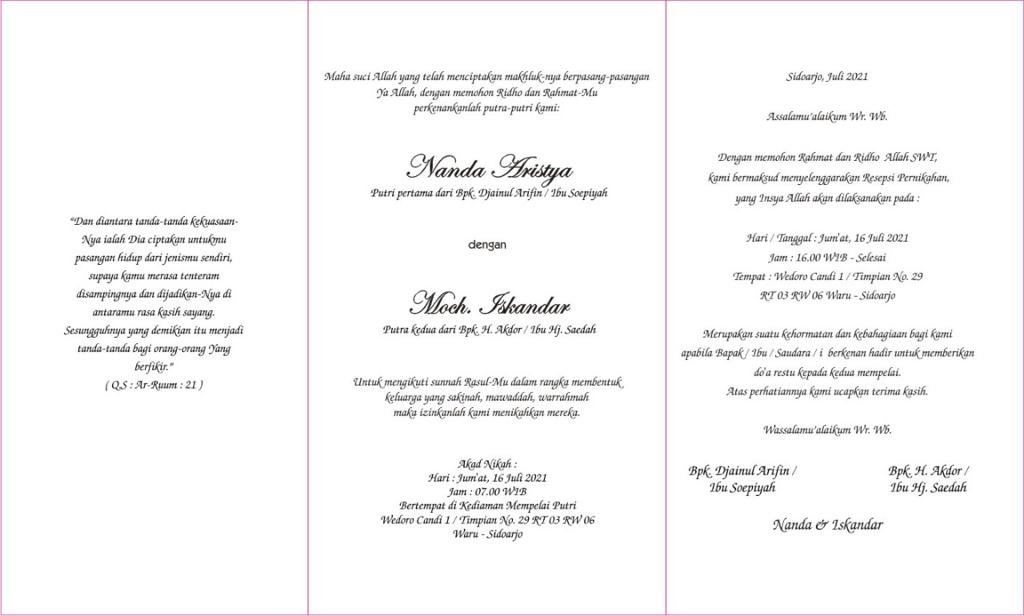 "Dan diantara tanda-tanda kekuasaan-
Nya ialah Dia ciptakan untukmu
pasangan hidup dari jenismu sendiri,
supaya kamu merasa tenteram
disampingnya dan dijadikan-Nya di
antaramu rasa kasih sayang.
Sesungguhnya yang demikian itu menjadi
tanda-tanda bagi orang-orang Yang
berfikir."
( Q.S : Ar-Ruum : 21 )
Maha suci Allah yang telah menciptakan makhluk-nya berpasang-pasangan
Ya Allah, dengan memohon Ridho dan Rahmat-Mu
perkenankanlah putra-putri kami:
Nanda Aristya
Putri pertama dari Bpk. Djainul Arifin / Ibu Soepiyah
dengan
Moch. Iskandar
Putra kedua dari Bpk. H. Akdor / Ibu Hj. Saedah
Untuk mengikuti sunnah Rasul-Mu dalam rangka membentuk
keluarga yang sakinah, mawaddah, warrahmah
maka izinkanlah kami menikahkan mereka.
Akad Nikah :
Hari : Jum'at, 16 Juli 2021
Jam : 07.00 WIB
Bertempat di Kediaman Mempelai Putri
Wedoro Candi 1 / Timpian No. 29 RT 03 RW 06
Waru - Sidoarjo
Sidoarjo, Juli 2021
Assalamu'alaikum Wr. Wb.
Dengan memohon Rahmat dan Ridho Allah SWT,
kami bermaksud menyelenggarakan Resepsi Pernikahan,
yang Insya Allah akan dilaksanakan pada :
Hari / Tanggal : Jum'at, 16 Juli 2021
Jam : 16.00 WIB - Selesai
Tempat : Wedoro Candi 1 / Timpian No. 29
RT 03 RW 06 Waru - Sidoarjo
Merupakan suatu kehormatan dan kebahagiaan bagi kami
apabila Bapak / Ibu / Saudara / i berkenan hadir untuk memberikan
do'a restu kepada kedua mempelai.
Atas perhatiannya kami ucapkan terima kasih.
Wassalamu'alaikum Wr. Wb.
Bpk. Djainul Arifin /
Ibu Soepiyah
Bpk. H. Akdor /
Ibu Hj. Saedah
Nanda & Iskandar